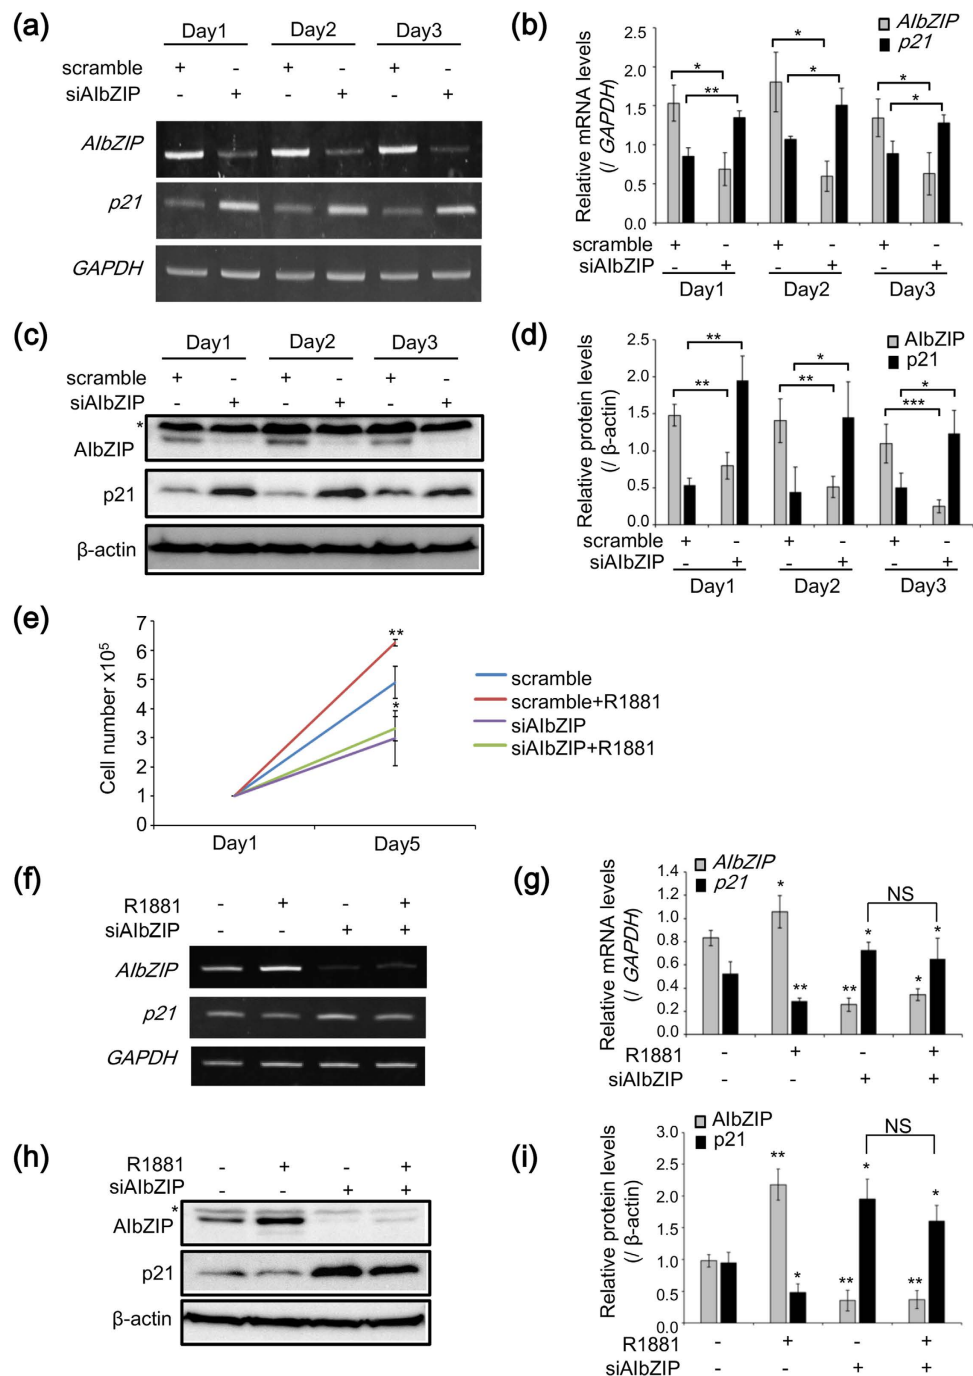 (a)
Day1 Day2 Day3
scramble + - + - + -
siAIbZIP - + - + - +
AIbZIP
p21
GAPDH
(b)
AIbZIP
p21
Relative mRNA levels
(/ GAPDH)
2.5
2.0
1.5
1.0
0.5
0.0
* ** * * * *
scramble + - + - + -
siAIbZIP - + - + - +
Day1 Day2 Day3
(c)
Day1 Day2 Day3
scramble + - + - + -
siAIbZIP - + - + - +
*
AIbZIP
p21
β-actin
(d)
AIbZIP
p21
Relative protein levels
(/ β-actin)
2.5
2.0
1.5
1.0
0.5
0.0
** ** * ** * ***
scramble + - + - + -
siAIbZIP - + - + - +
Day1 Day2 Day3
(e)
Cell number x10⁵
7
6
5
4
3
2
1
0
**
*
Day1 Day5
scramble
scramble+R1881
siAIbZIP
siAIbZIP+R1881
(f)
R1881 - + - +
siAIbZIP - - + +
AIbZIP
p21
GAPDH
(g)
AIbZIP
p21
Relative mRNA levels
(/ GAPDH)
1.4
1.2
1.0
0.8
0.6
0.4
0.2
0.0
NS
* ** ** * * *
R1881 - + - +
siAIbZIP - - + +
(h)
R1881 - + - +
siAIbZIP - - + +
*
AIbZIP
p21
β-actin
(i)
AIbZIP
p21
Relative protein levels
(/ β-actin)
3.0
2.5
2.0
1.5
1.0
0.5
0.0
NS
** * ** * ** *
R1881 - + - +
siAIbZIP - - + +